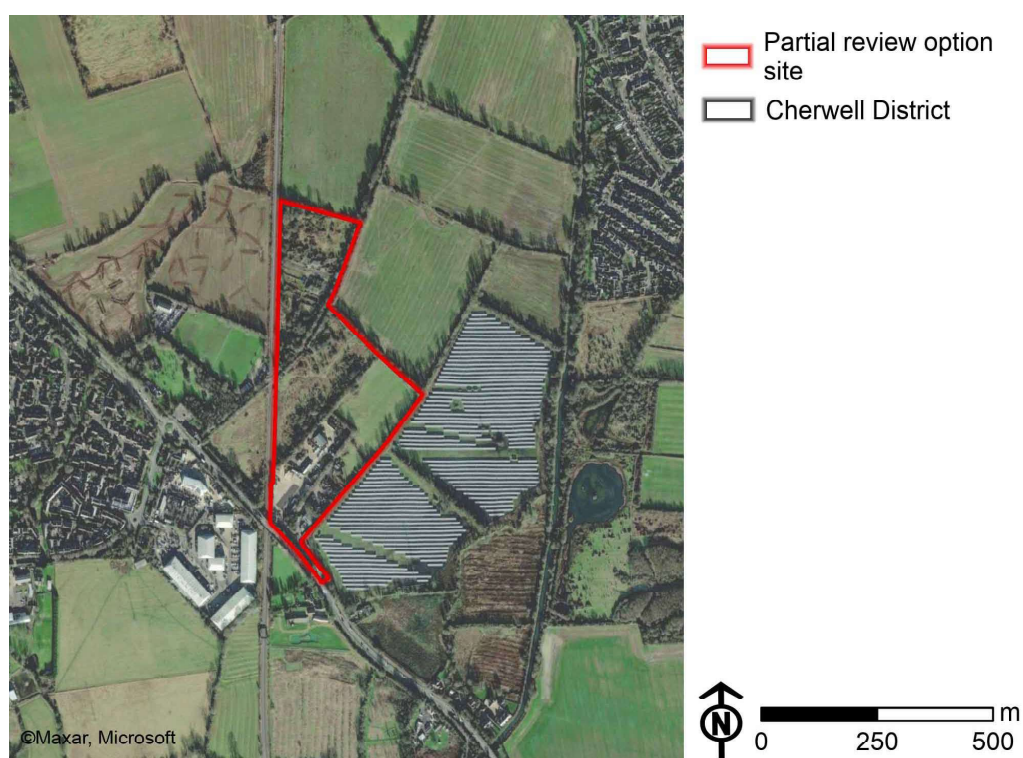 Partial review option
site
Cherwell District
©Maxar, Microsoft
N
m
0 250 500